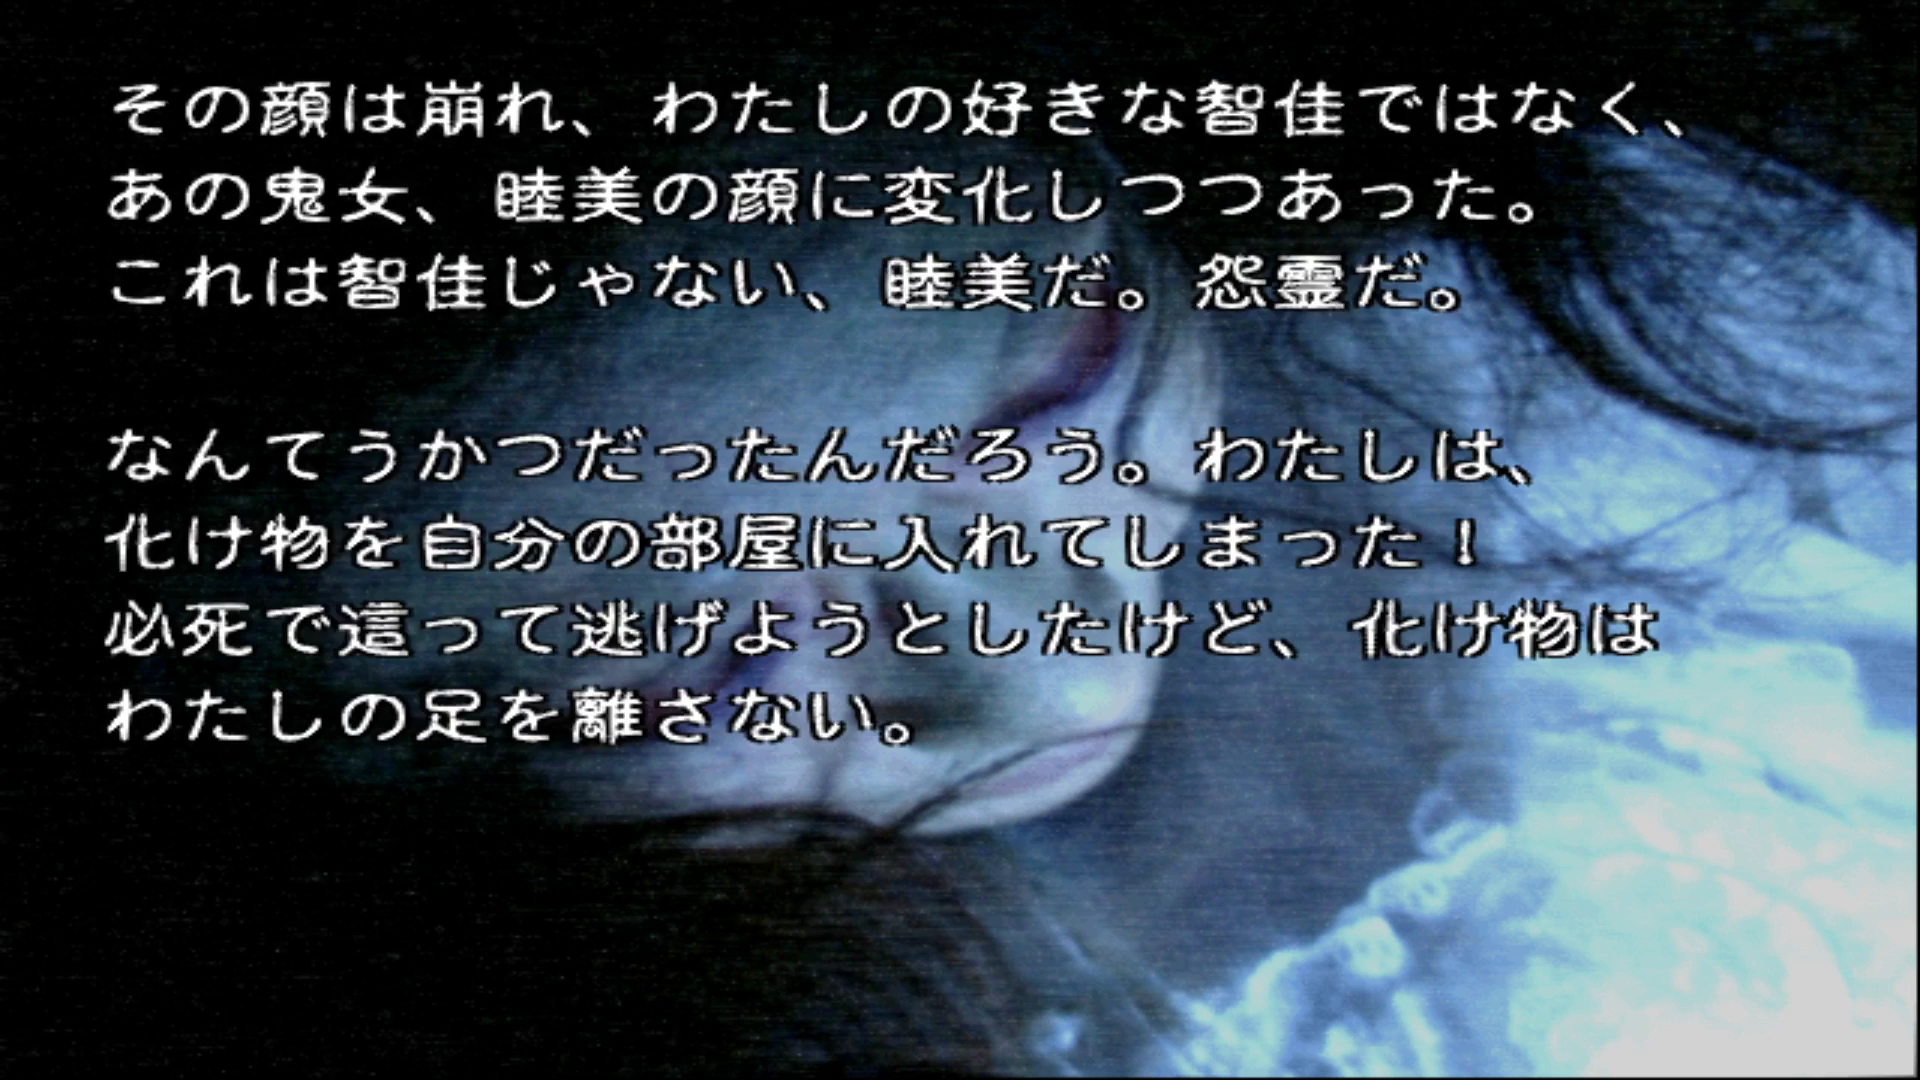 その顔は崩れ、わたしの好きな智佳ではなく、
あの鬼女、睦美の顔に変化しつつあった。
これは智佳じゃない、睦美だ。怨霊だ。
なんてうかつだったんだろう。わたしは、
化け物を自分の部屋に入れてしまった！
必死で這って逃げようとしたけど、化け物は
わたしの足を離さない。